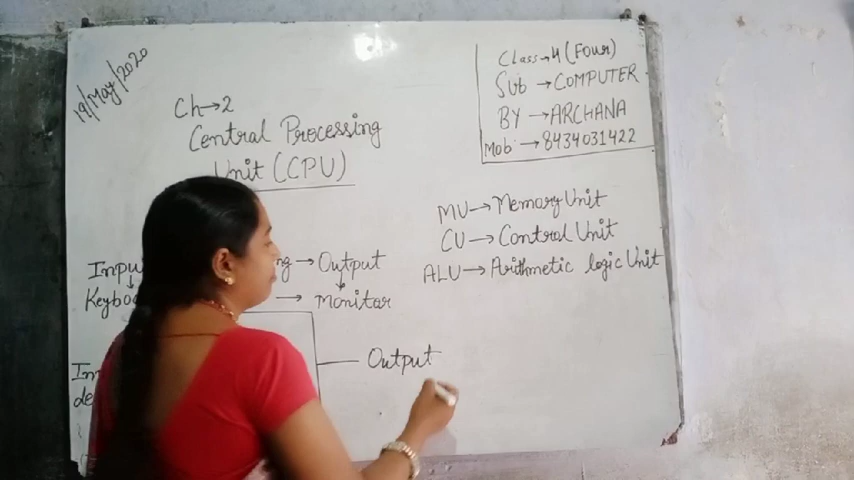 19/May/2020
Ch→2
Central Processing
Unit (CPU)
Class→4 (Four)
Sub →COMPUTER
BY →ARCHANA
Mob →8434031422
MU→Memory Unit
CU→Control Unit
ALU→Arithmetic logic Unit
→Output
↓
→ Monitor
Output